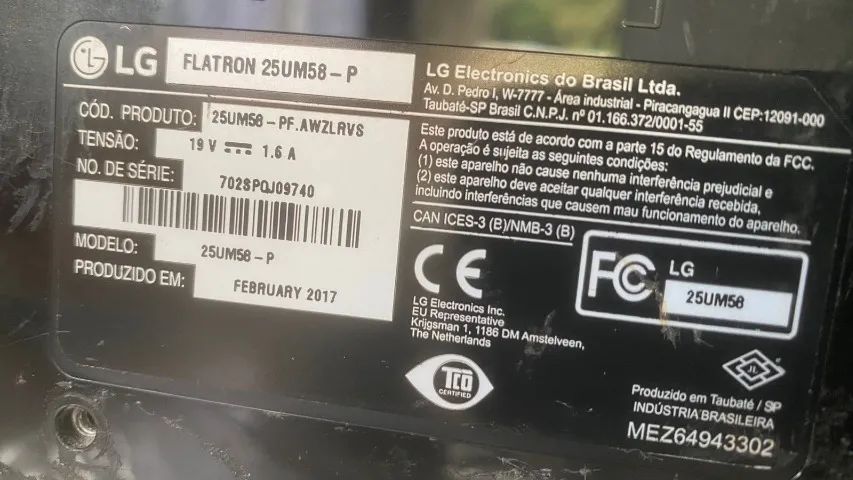 LG FLATRON 25UM58-P
CÓD. PRODUTO: 25UM58-PF.AWZLRVS
TENSÃO: 19 V 1.6 A
NO. DE SÉRIE: 702SPQJ09740
MODELO: 25UM58-P
PRODUZIDO EM: FEBRUARY 2017
LG Electronics do Brasil Ltda.
Av. D. Pedro I, W-7777 - Área industrial - Piracangagua II CEP:12091-000
Taubaté-SP Brasil C.N.P.J. nº 01.166.372/0001-55
Este produto está de acordo com a parte 15 do Regulamento da FCC.
A operação é sujeita as seguintes condições:
(1) este aparelho não cause nenhuma interferência prejudicial e
(2) este aparelho deve aceitar qualquer interferência recebida,
incluindo interferências que causem mau funcionamento do aparelho.
CAN ICES-3 (B)/NMB-3 (B)
CE
LG Electronics Inc.
EU Representative
Krijgsman 1, 1186 DM Amstelveen,
The Netherlands
FC LG
25UM58
TCO
CERTIFIED
JL
Produzido em Taubaté / SP
INDÚSTRIA BRASILEIRA
MEZ64943302